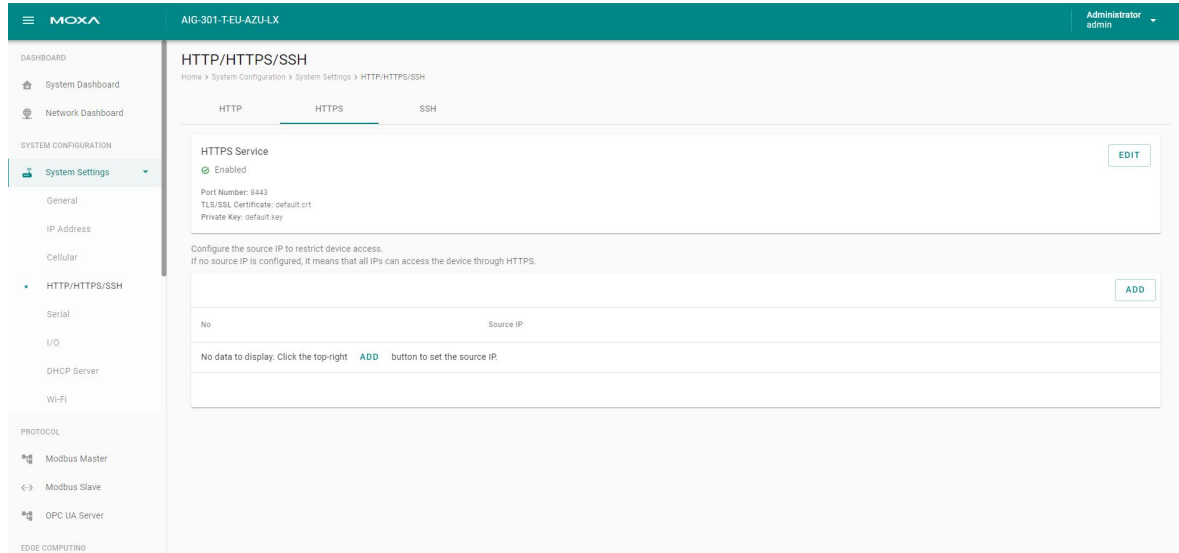 MOXA
AIG-301-T-EU-AZU-LX
Administrator
admin
DASHBOARD
System Dashboard
Network Dashboard
SYSTEM CONFIGURATION
System Settings
General
IP Address
Cellular
HTTP/HTTPS/SSH
Serial
I/O
DHCP Server
Wi-Fi
PROTOCOL
Modbus Master
Modbus Slave
OPC UA Server
EDGE COMPUTING
HTTP/HTTPS/SSH
Home > System Configuration > System Settings > HTTP/HTTPS/SSH
HTTP HTTPS SSH
HTTPS Service
EDIT
Enabled
Port Number: 8443
TLS/SSL Certificate: default.crt
Private Key: default.key
Configure the source IP to restrict device access.
If no source IP is configured, it means that all IPs can access the device through HTTPS.
ADD
No Source IP
No data to display. Click the top-right ADD button to set the source IP.